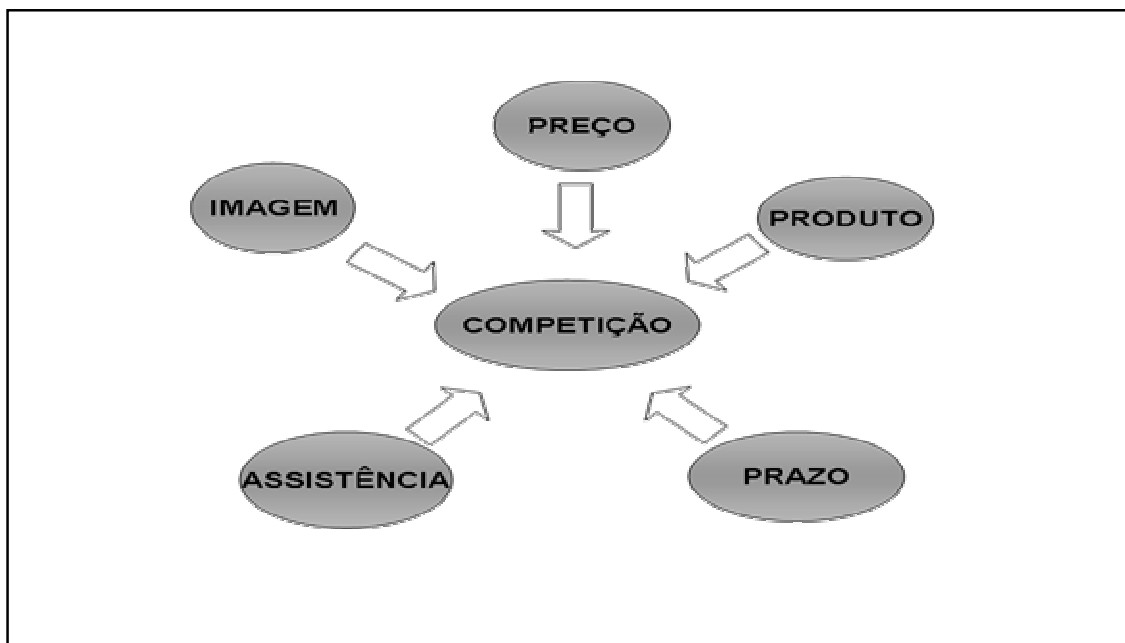 PREÇO
IMAGEM
PRODUTO
COMPETIÇÃO
ASSISTÊNCIA
PRAZO